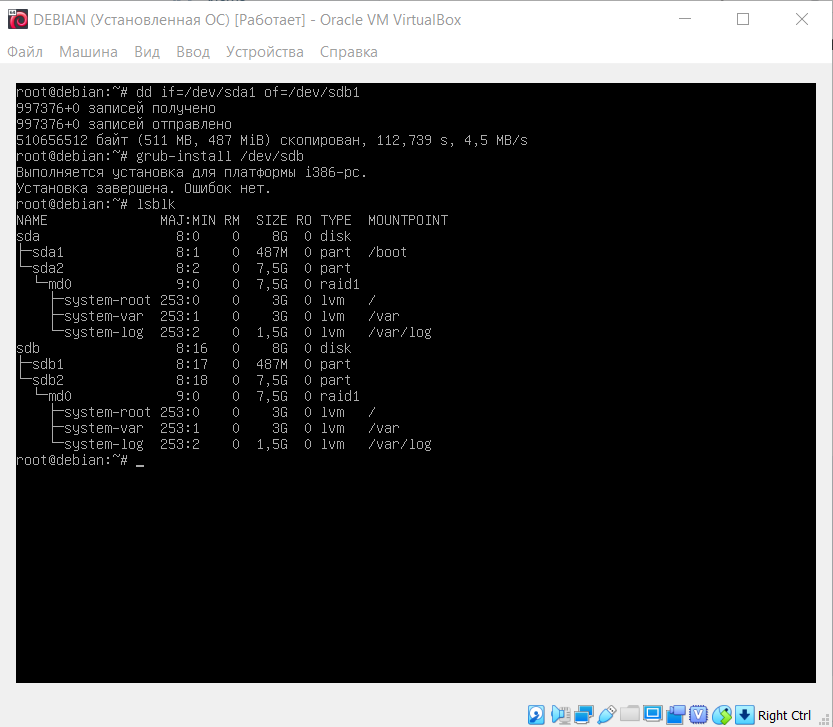 DEBIAN (Установленная ОС) [Работает] - Oracle VM VirtualBox
Файл Машина Вид Ввод Устройства Справка
root@debian:~# dd if=/dev/sda1 of=/dev/sdb1
997376+0 записей получено
997376+0 записей отправлено
510656512 байт (511 MB, 487 MiB) скопирован, 112,739 s, 4,5 MB/s
root@debian:~# grub-install /dev/sdb
Выполняется установка для платформы i386-pc.
Установка завершена. Ошибок нет.
root@debian:~# lsblk
NAME              MAJ:MIN RM  SIZE RO TYPE  MOUNTPOINT
sda                 8:0    0    8G  0 disk
├─sda1              8:1    0  487M  0 part  /boot
└─sda2              8:2    0  7,5G  0 part
  └─md0             9:0    0  7,5G  0 raid1
    ├─system-root 253:0    0    3G  0 lvm   /
    ├─system-var  253:1    0    3G  0 lvm   /var
    └─system-log  253:2    0  1,5G  0 lvm   /var/log
sdb                 8:16   0    8G  0 disk
├─sdb1              8:17   0  487M  0 part
└─sdb2              8:18   0  7,5G  0 part
  └─md0             9:0    0  7,5G  0 raid1
    ├─system-root 253:0    0    3G  0 lvm   /
    ├─system-var  253:1    0    3G  0 lvm   /var
    └─system-log  253:2    0  1,5G  0 lvm   /var/log
root@debian:~# _
Right Ctrl